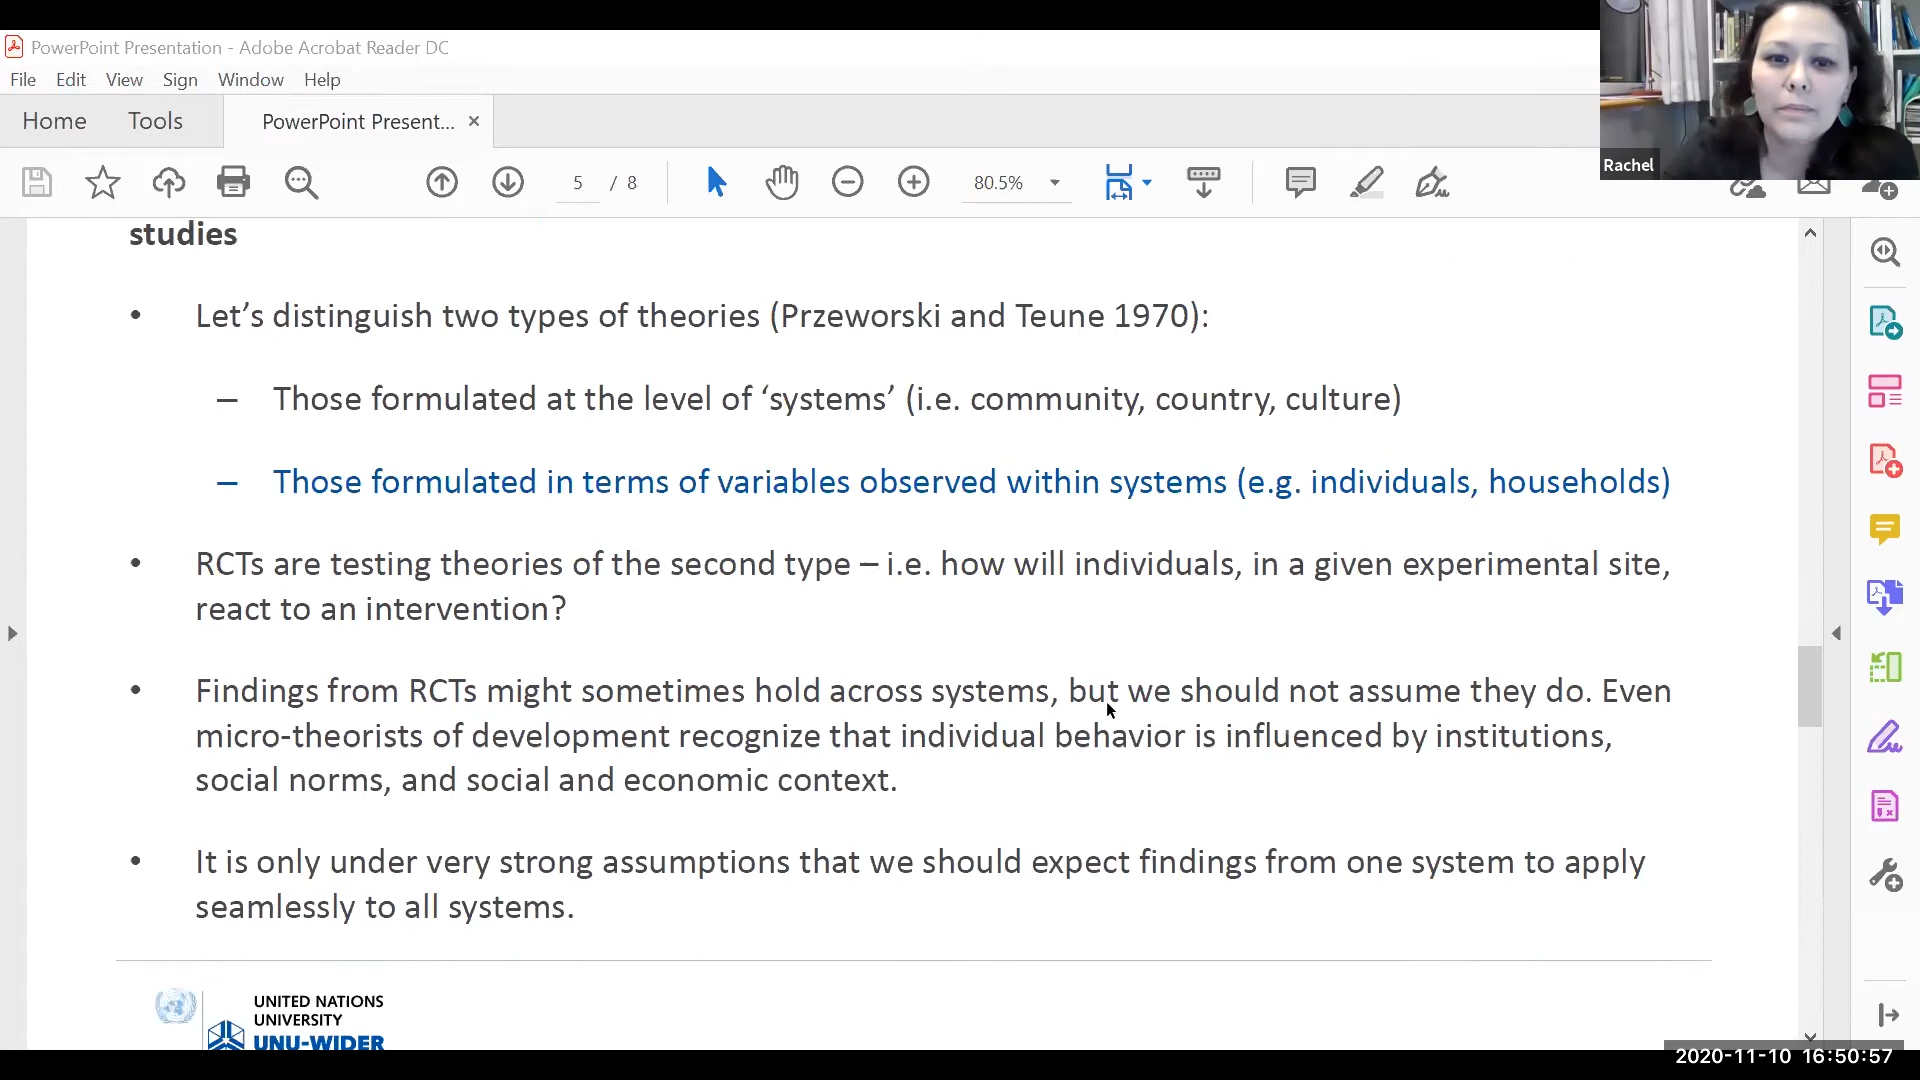 PowerPoint Presentation - Adobe Acrobat Reader DC
File Edit View Sign Window Help
Home Tools PowerPoint Present... ×
5 / 8 80.5%
Rachel
studies
• Let’s distinguish two types of theories (Przeworski and Teune 1970):
– Those formulated at the level of ‘systems’ (i.e. community, country, culture)
– Those formulated in terms of variables observed within systems (e.g. individuals, households)
• RCTs are testing theories of the second type – i.e. how will individuals, in a given experimental site,
react to an intervention?
• Findings from RCTs might sometimes hold across systems, but we should not assume they do. Even
micro-theorists of development recognize that individual behavior is influenced by institutions,
social norms, and social and economic context.
• It is only under very strong assumptions that we should expect findings from one system to apply
seamlessly to all systems.
UNITED NATIONS
UNIVERSITY
UNU-WIDER
2020-11-10 16:50:57